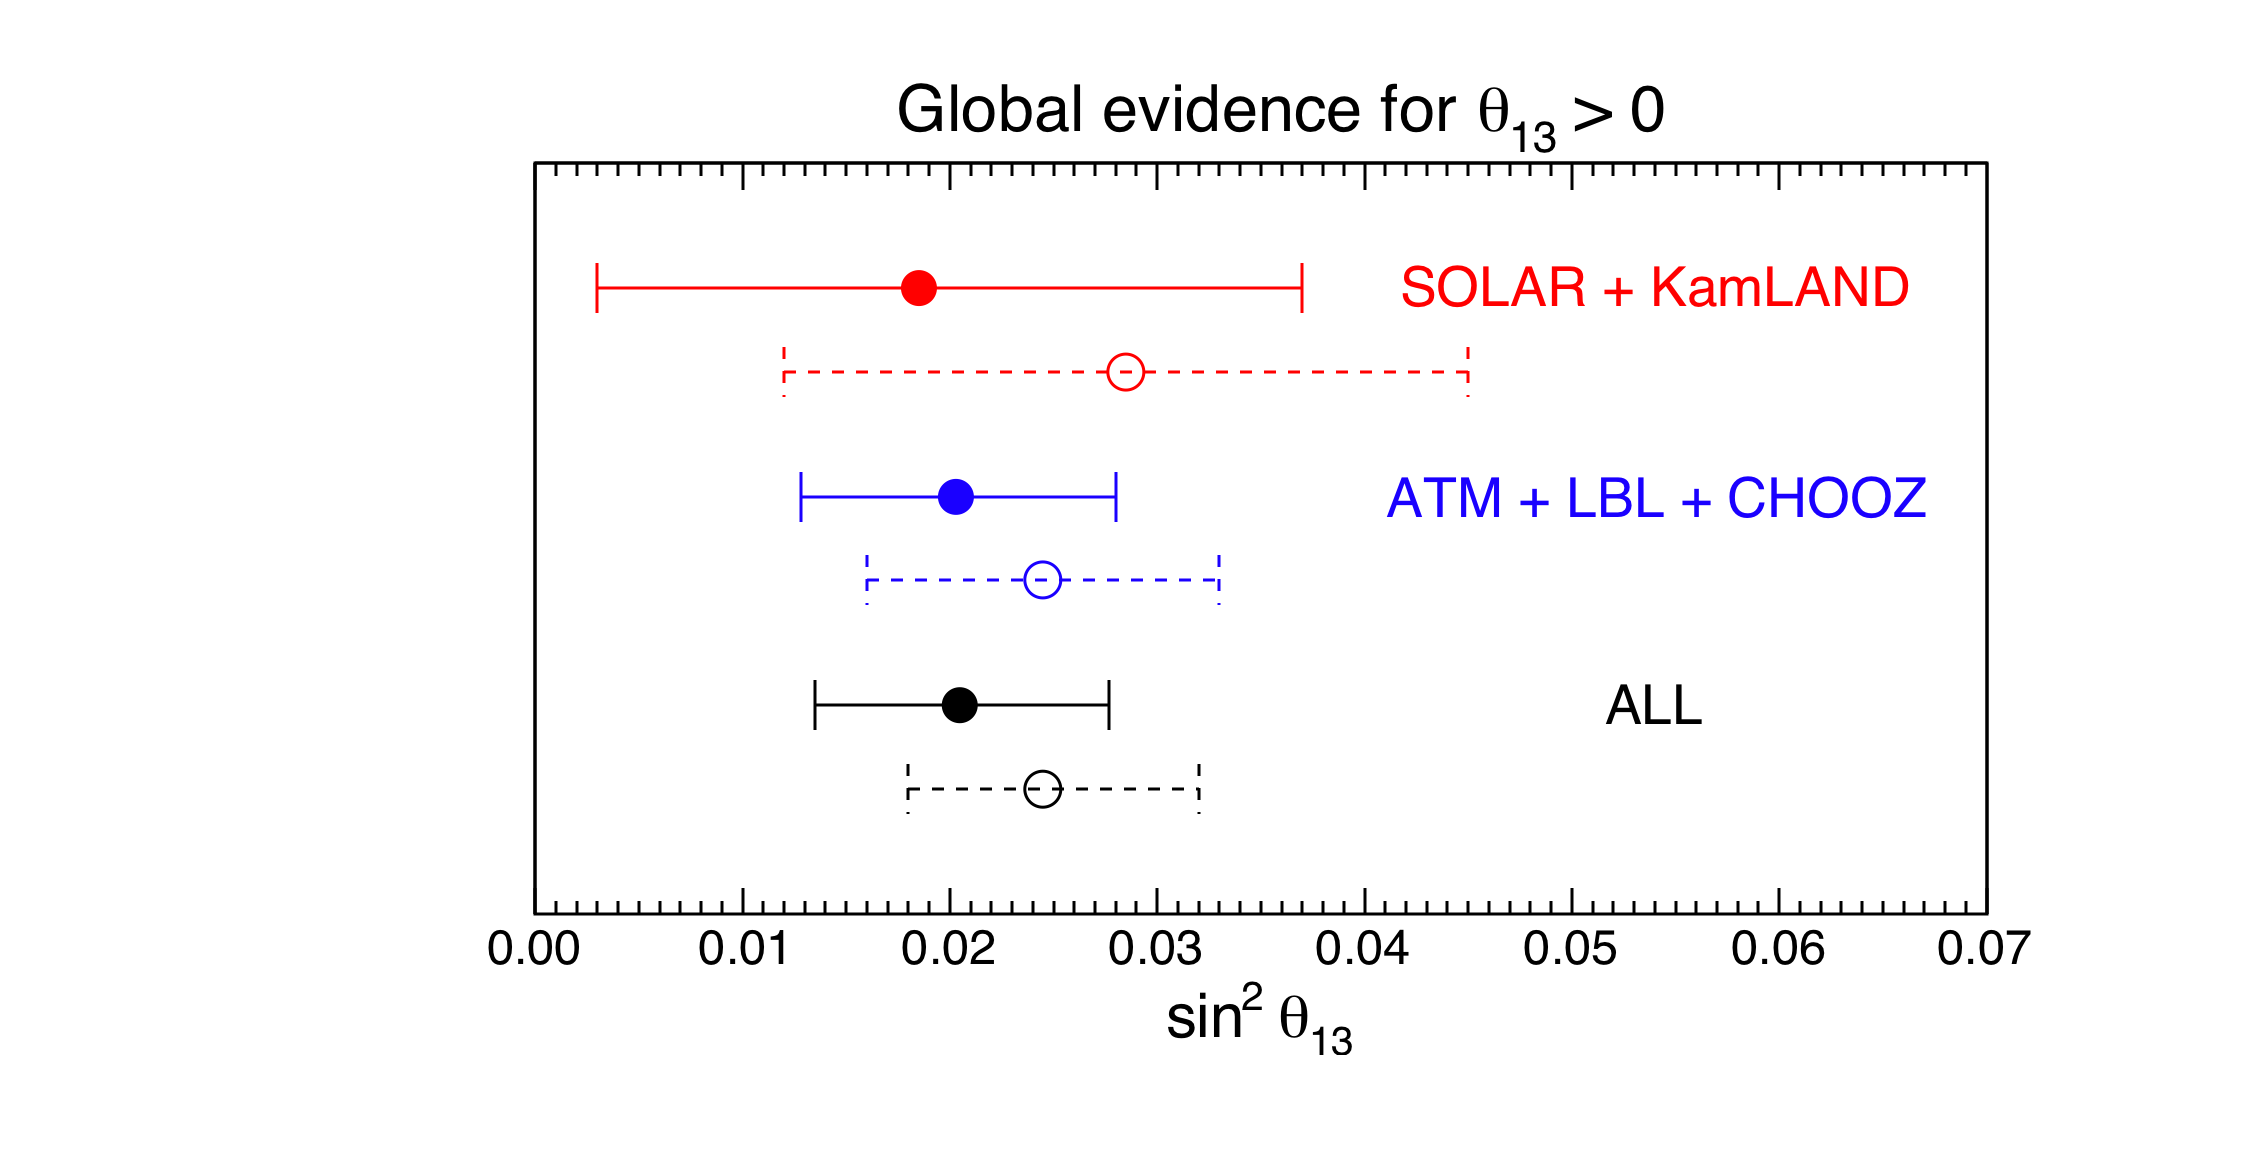 Global evidence for θ₁₃ > 0
SOLAR + KamLAND
ATM + LBL + CHOOZ
ALL
0.00 0.01 0.02 0.03 0.04 0.05 0.06 0.07
sin² θ₁₃